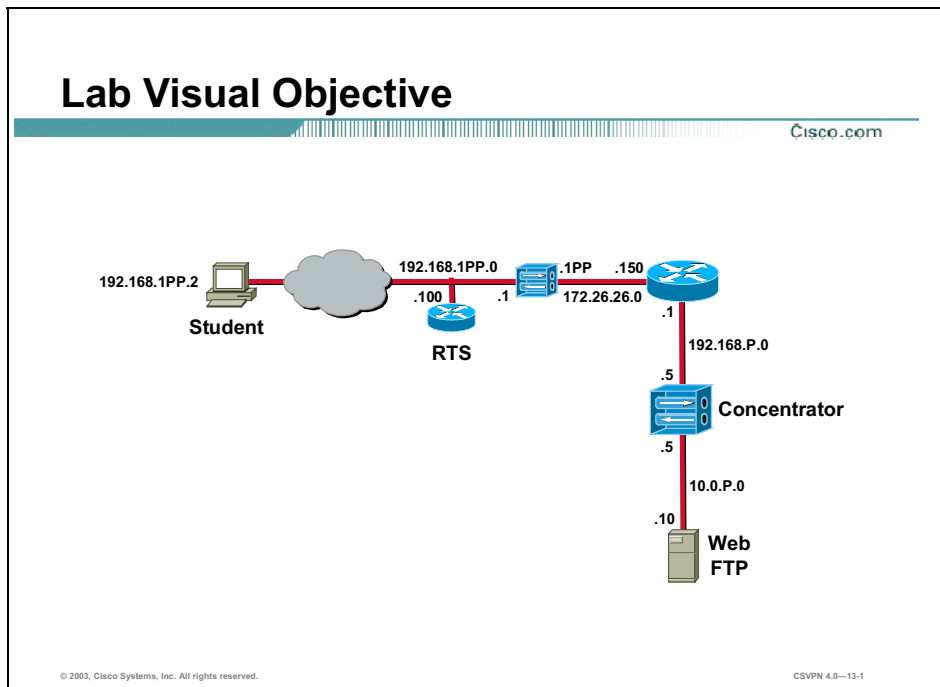 Lab Visual Objective
Cisco.com
192.168.1PP.2
Student
192.168.1PP.0
.100
RTS
.1
.1PP
172.26.26.0
.150
.1
192.168.P.0
.5
Concentrator
.5
10.0.P.0
.10
Web
FTP
© 2003, Cisco Systems, Inc. All rights reserved.
CSVPN 4.0—13-1